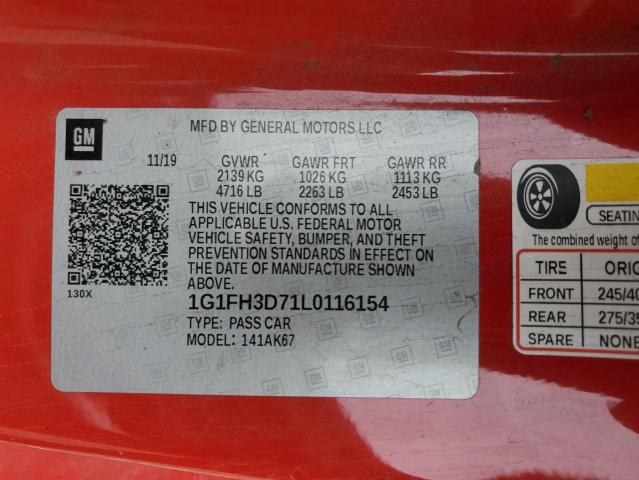 GM
MFD BY GENERAL MOTORS LLC
11/19 GVWR GAWR FRT GAWR RR
2139 KG 1026 KG 1113 KG
4716 LB 2263 LB 2453 LB
THIS VEHICLE CONFORMS TO ALL
APPLICABLE U.S. FEDERAL MOTOR
VEHICLE SAFETY, BUMPER, AND THEFT
PREVENTION STANDARDS IN EFFECT ON
THE DATE OF MANUFACTURE SHOWN
ABOVE.
130X
1G1FH3D71L0116154
TYPE: PASS CAR
MODEL: 141AK67
SEATIN
The combined weight of
TIRE ORIG
FRONT 245/40
REAR 275/35
SPARE NONE